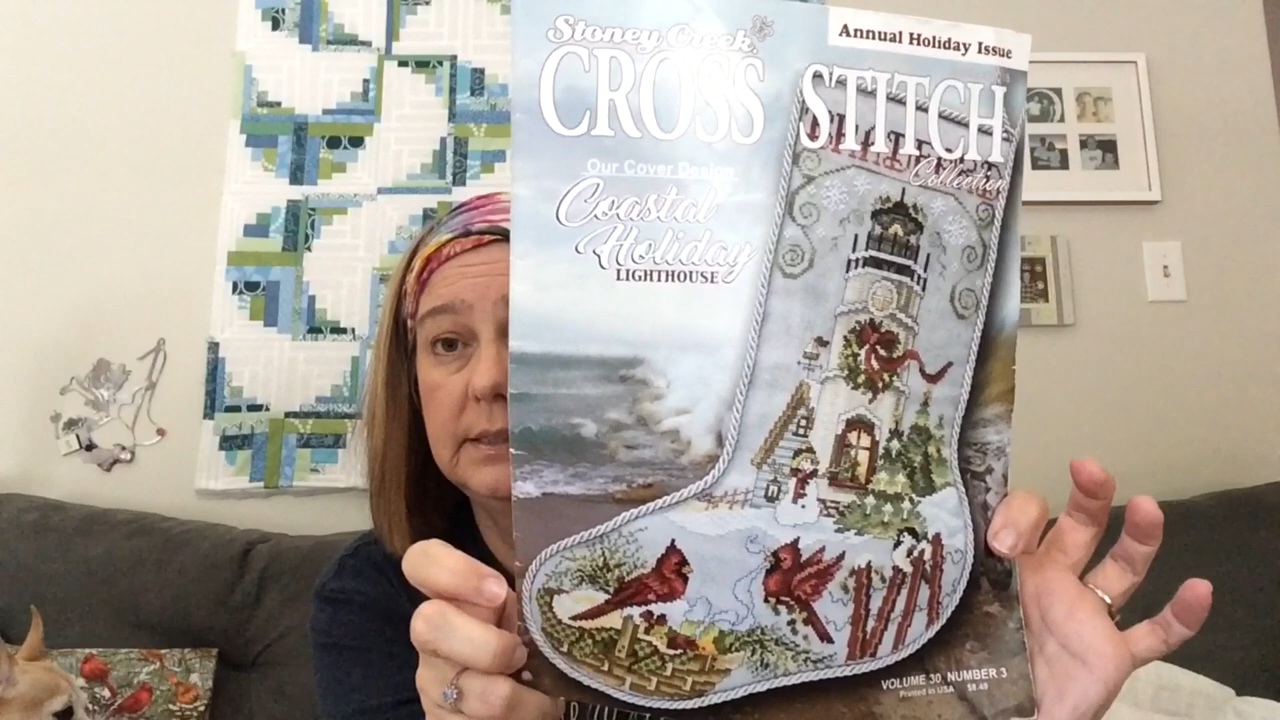 Annual Holiday Issue
Stoney Creek
CROSS STITCH
Collection
Our Cover Design
Coastal
Holiday
LIGHTHOUSE
VOLUME 30, NUMBER 3
Printed in USA $8.49